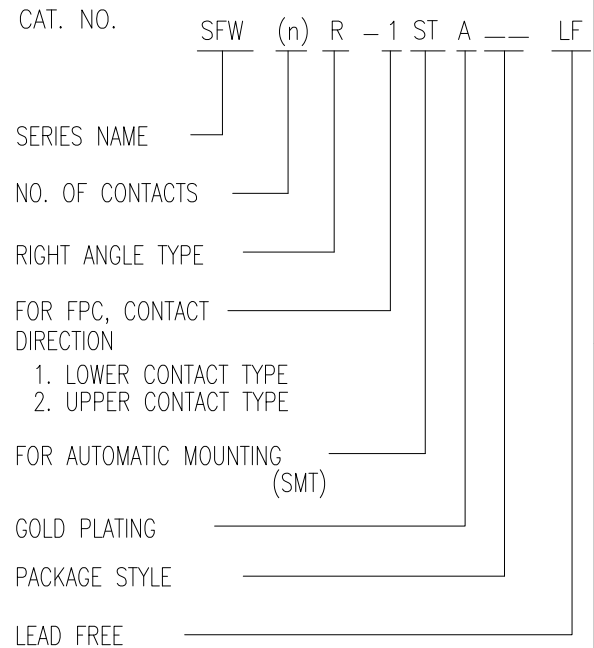 CAT. NO.
SFW (n) R - 1 ST A __ LF
SERIES NAME
NO. OF CONTACTS
RIGHT ANGLE TYPE
FOR FPC, CONTACT
DIRECTION
1. LOWER CONTACT TYPE
2. UPPER CONTACT TYPE
FOR AUTOMATIC MOUNTING
(SMT)
GOLD PLATING
PACKAGE STYLE
LEAD FREE